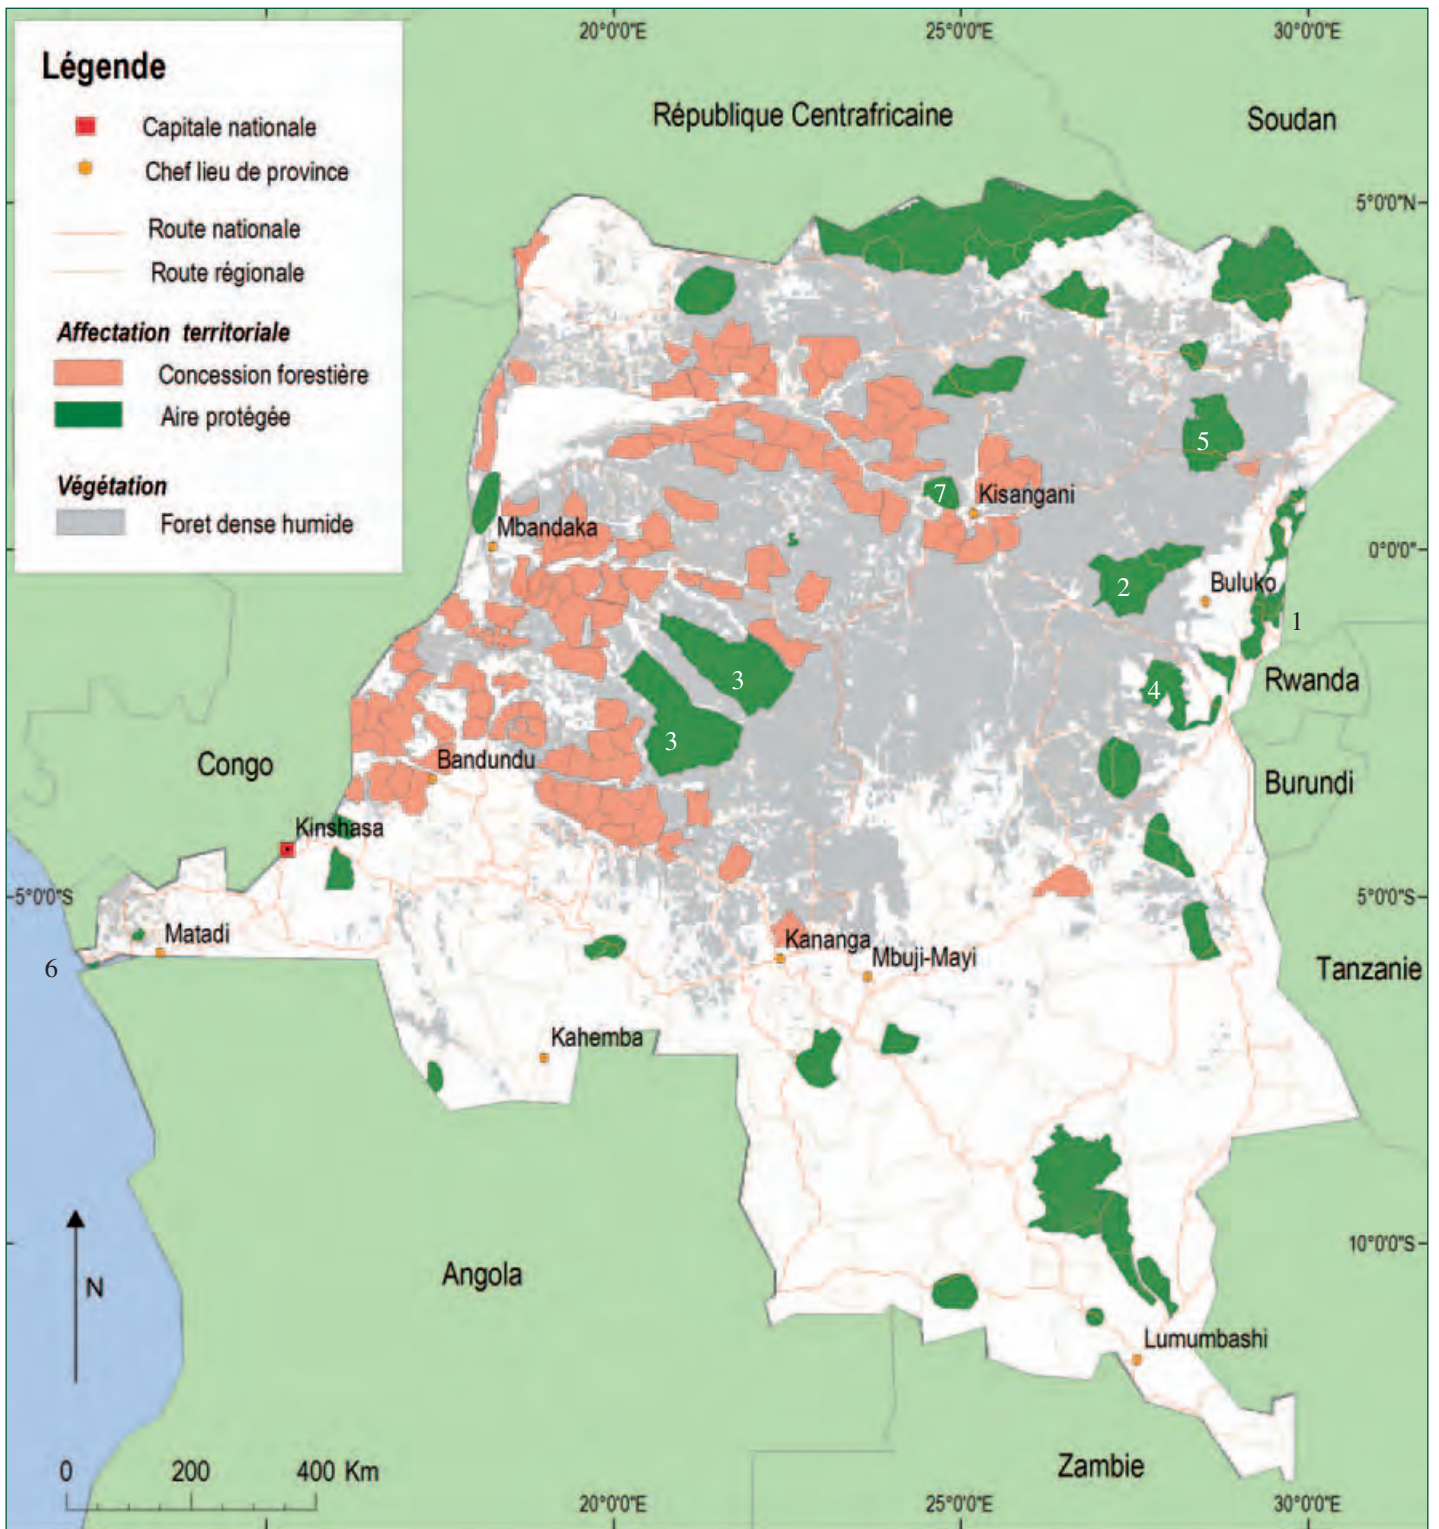 Légende
Capitale nationale
Chef lieu de province
Route nationale
Route régionale
Affectation territoriale
Concession forestière
Aire protégée
Végétation
Foret dense humide
20°0'0"E
25°0'0"E
30°0'0"E
République Centrafricaine
Soudan
5°0'0"N
5
7
Kisangani
Mbandaka
0°0'0"
2
Buluko
1
3
Rwanda
4
3
Congo
Bandundu
Burundi
Kinshasa
5°0'0"S
5°0'0"S
Matadi
Kananga
Mbuji-Mayi
6
Tanzanie
Kahemba
10°0'0"S
Angola
N
Lumumbashi
0 200 400 Km
Zambie
20°0'0"E
25°0'0"E
30°0'0"E